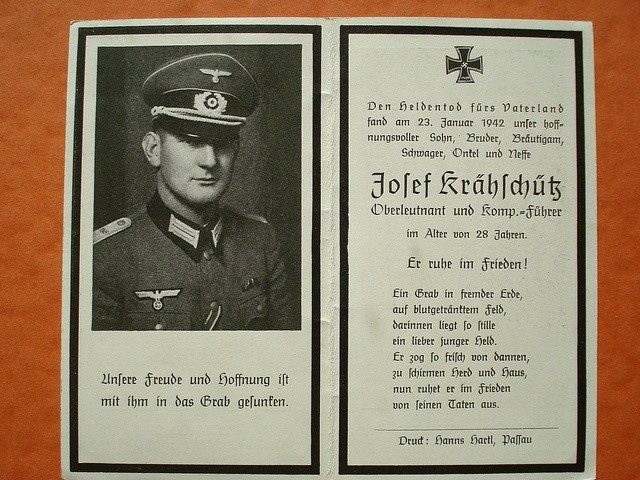 Unsere Freude und Hoffnung ist
mit ihm in das Grab gesunken.
Den Heldentod fürs Vaterland
fand am 23. Januar 1942 unser hoff-
nungsvoller Sohn, Bruder, Bräutigam,
Schwager, Onkel und Neffe
Josef Krähschütz
Oberleutnant und Komp.=Führer
im Alter von 28 Jahren.
Er ruhe im Frieden!
Ein Grab in fremder Erde,
auf blutgetränktem Feld,
darinnen liegt so stille
ein lieber junger Held.
Er zog so frisch von dannen,
zu schirmen Herd und Haus,
nun ruhet er im Frieden
von seinen Taten aus.
Druck: Hanns Hartl, Passau